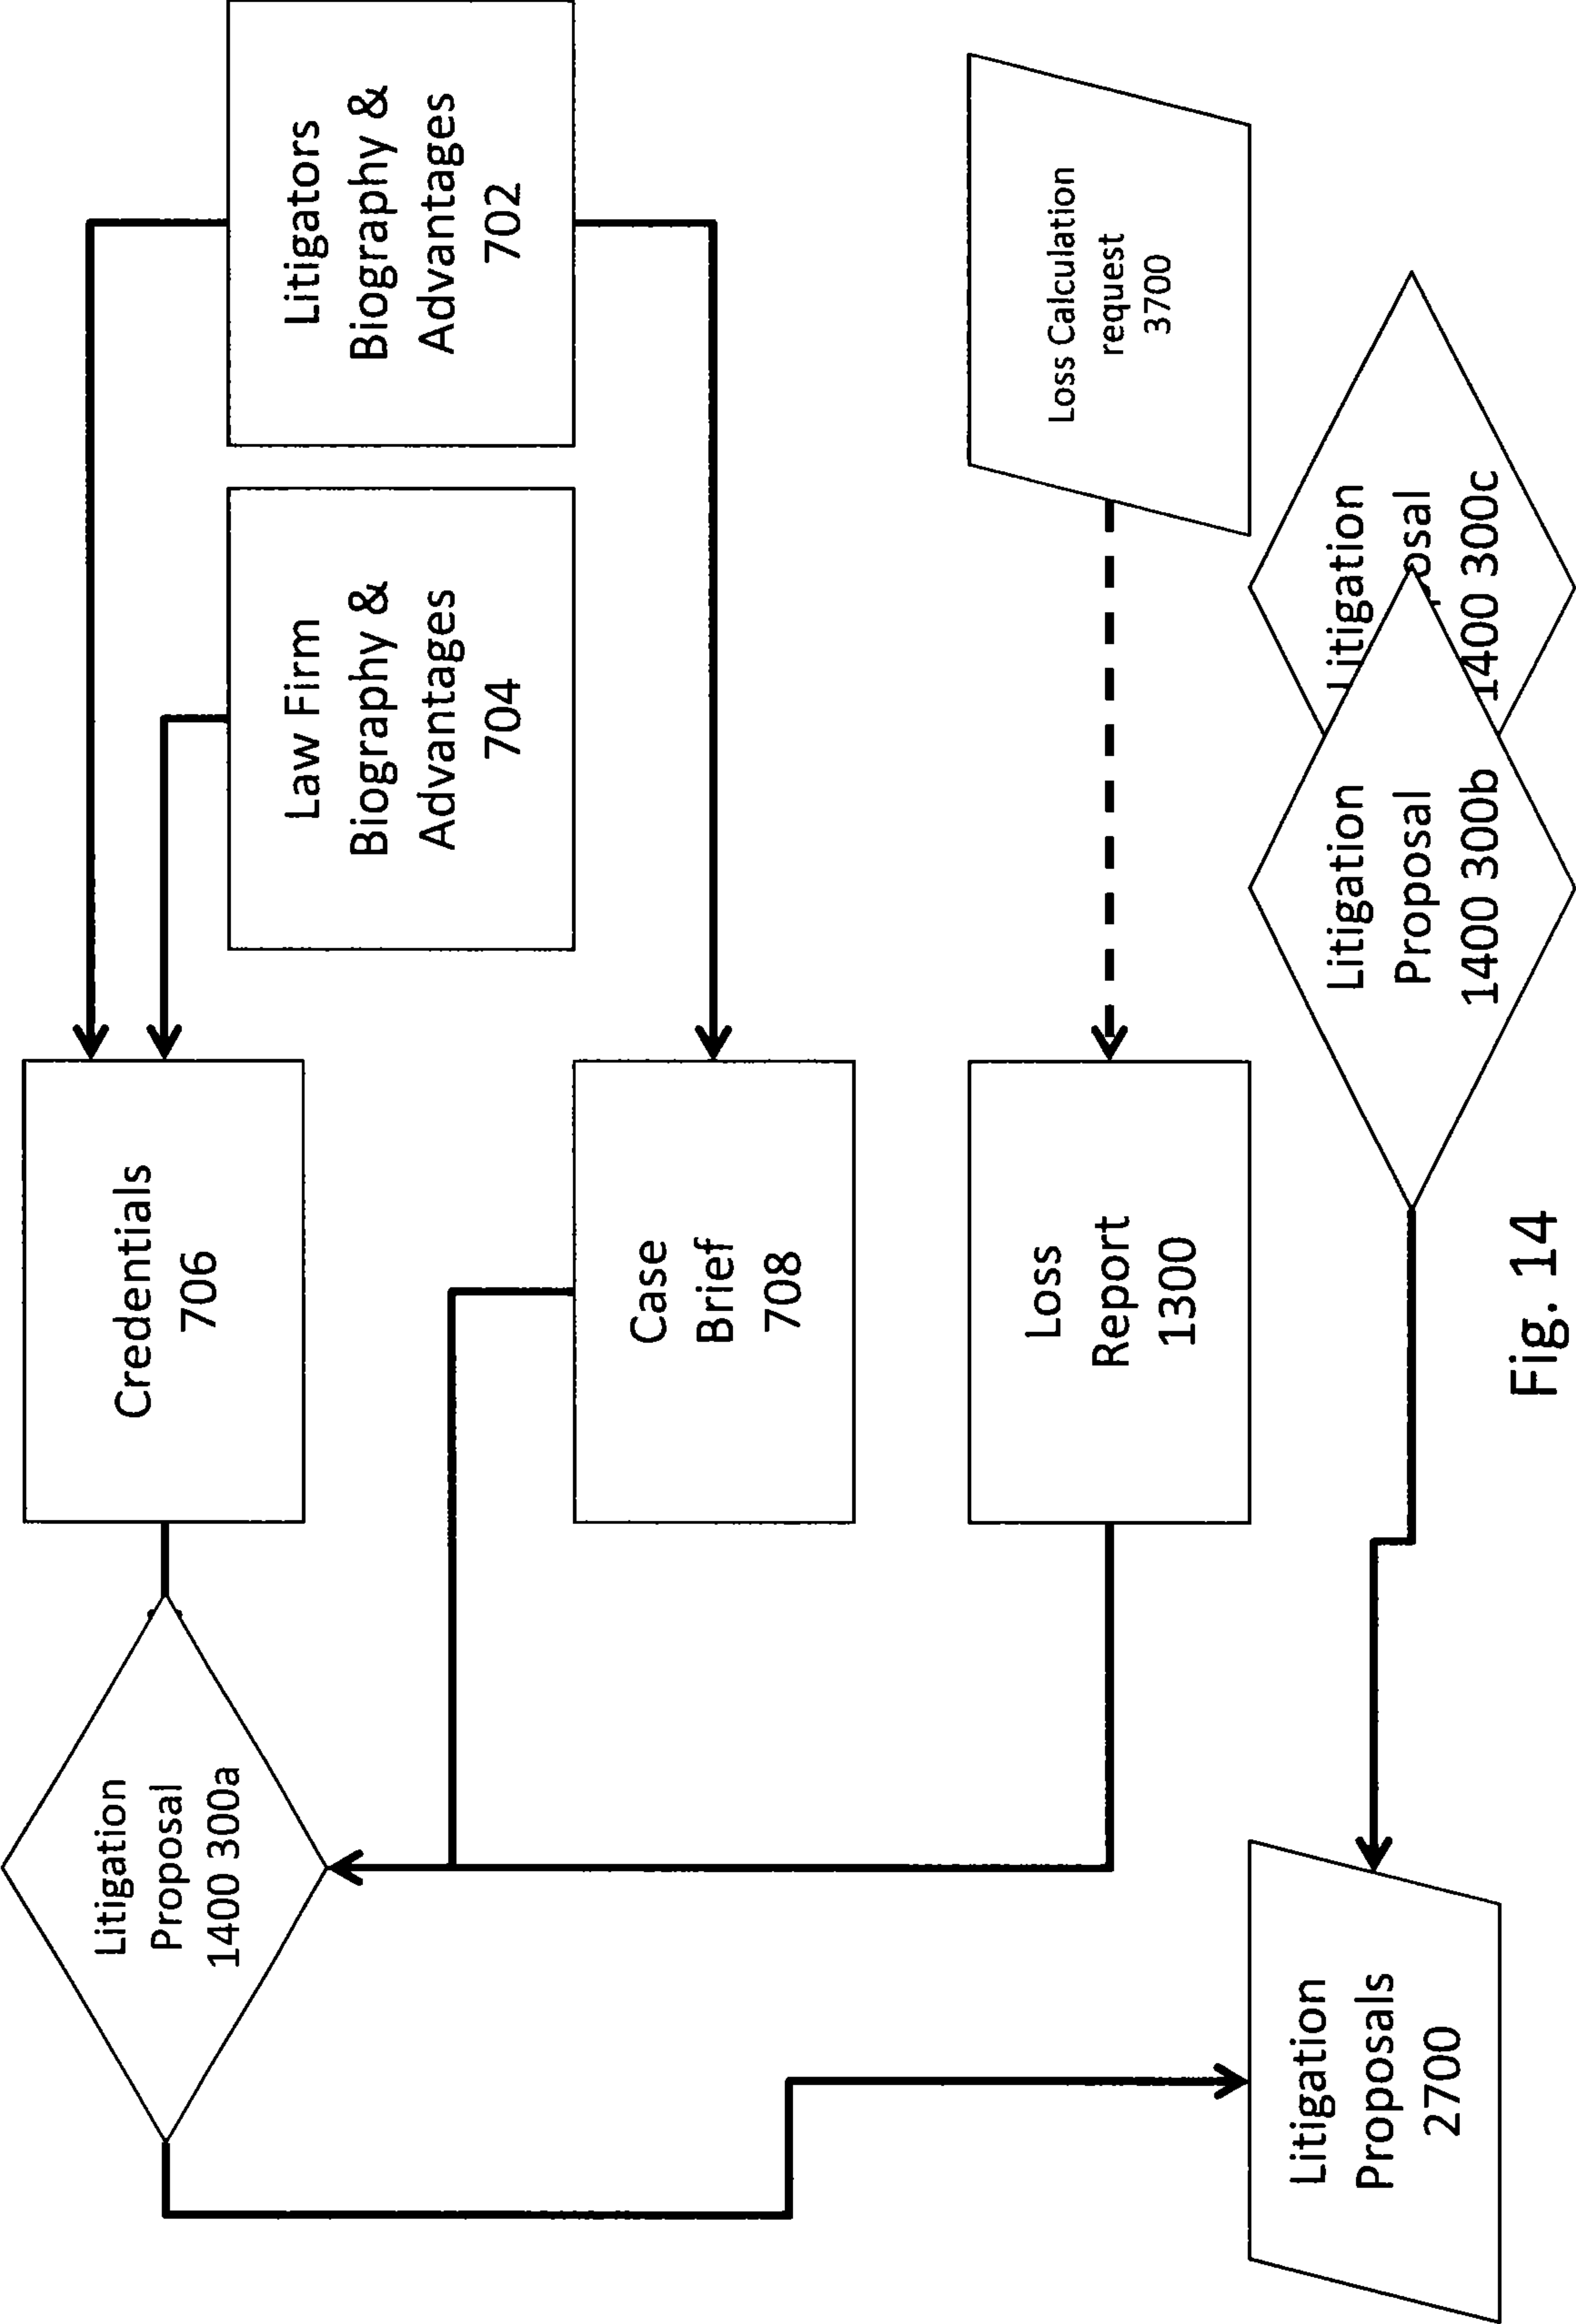 Litigation
Proposal
1400 300a
Credentials
706
Law Firm
Biography &
Advantages
704
Litigators
Biography &
Advantages
702
Case
Brief
708
Loss
Report
1300
Loss Calculation
request
3700
Litigation
Proposals
2700
Litigation
Proposal
1400 300b
Litigation
1400 300c
Fig. 14